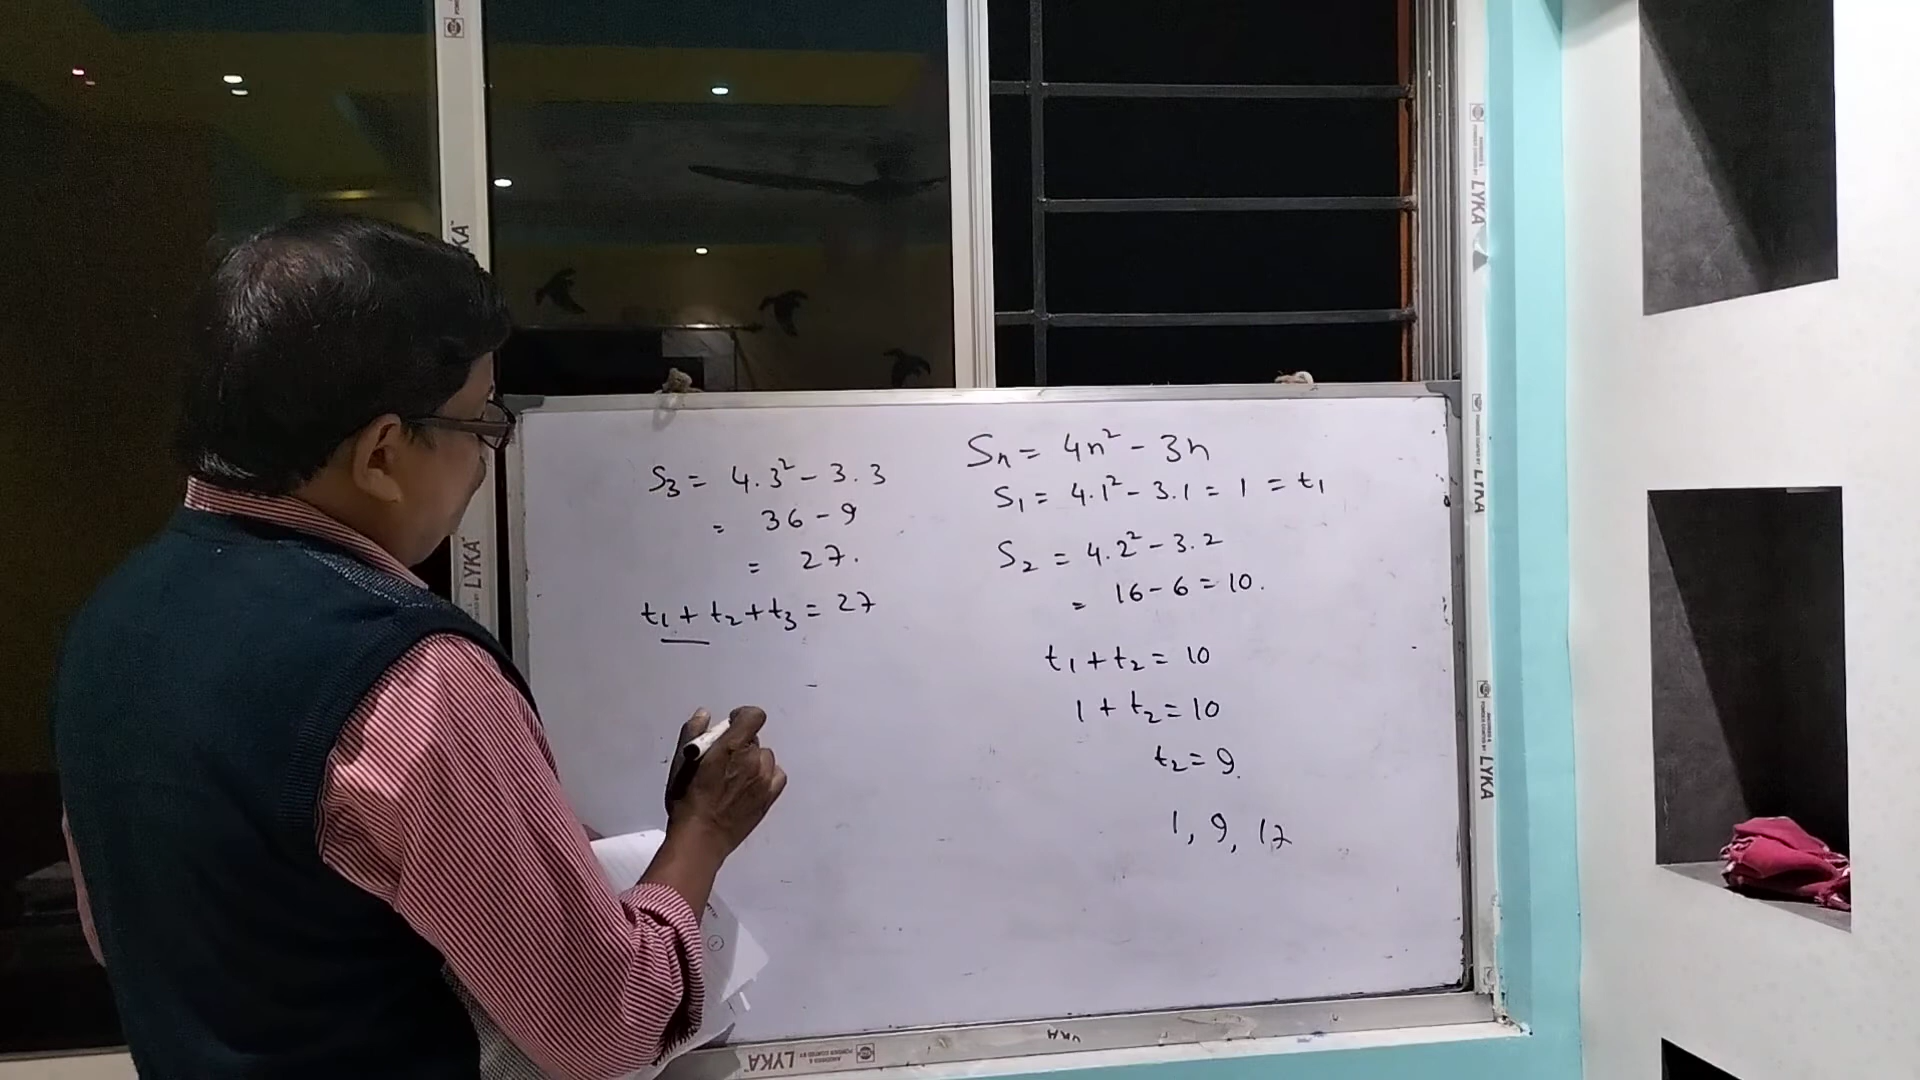 Sₙ = 4n² - 3n
S₁ = 4.1² - 3.1 = 1 = t₁
S₂ = 4.2² - 3.2
= 16 - 6 = 10.
t₁ + t₂ = 10
1 + t₂ = 10
t₂ = 9.
1, 9, 17
S₃ = 4.3² - 3.3
= 36 - 9
= 27.
t₁ + t₂ + t₃ = 27
LYKA
LYKA
LYKA
LYKA
LYKA
LYKA